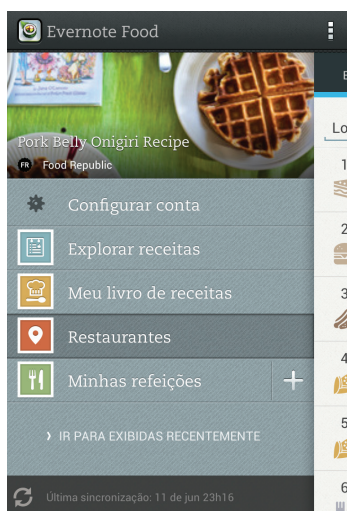 Evernote Food
Pork Belly Onigiri Recipe
FR Food Republic
Configurar conta
Explorar receitas
Meu livro de receitas
Restaurantes
Minhas refeições
+
› IR PARA EXIBIDAS RECENTEMENTE
Última sincronização: 11 de jun 23h16
E
Lo
1
2
3
4
5
6